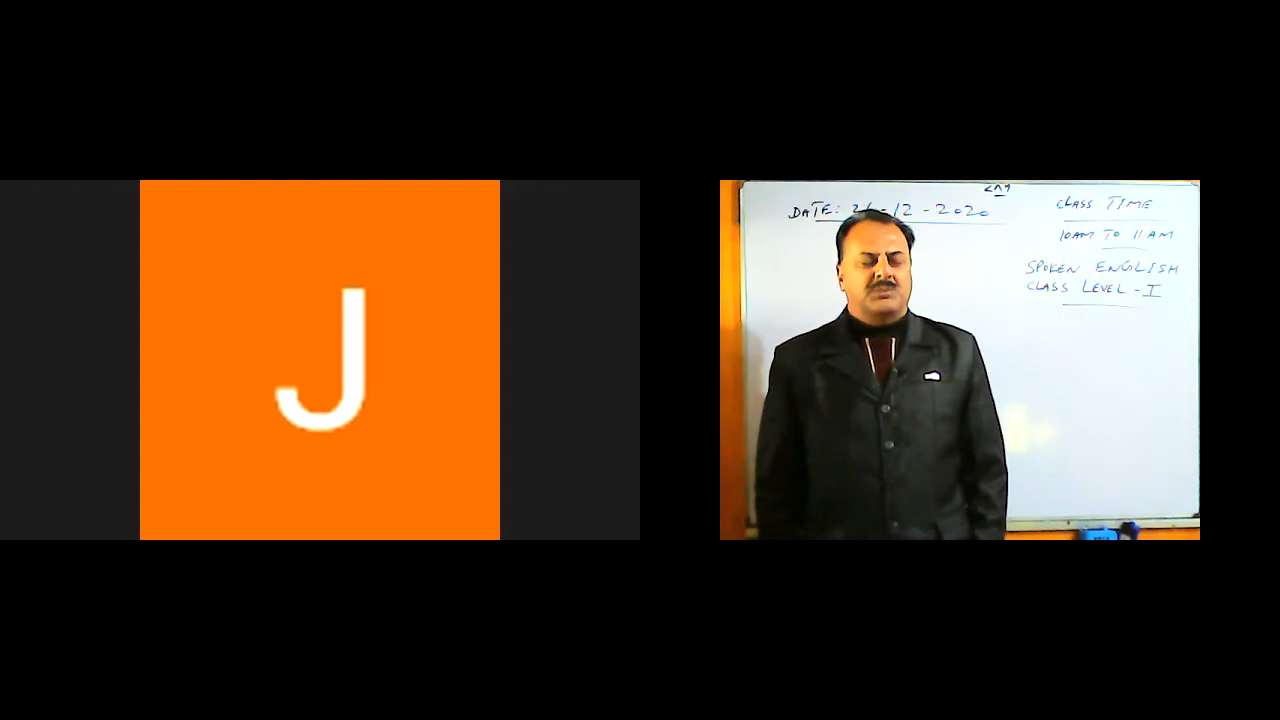 J
DATE: -12-2020
CLASS TIME
10AM TO 11AM
SPOKEN ENGLISH
CLASS LEVEL-I